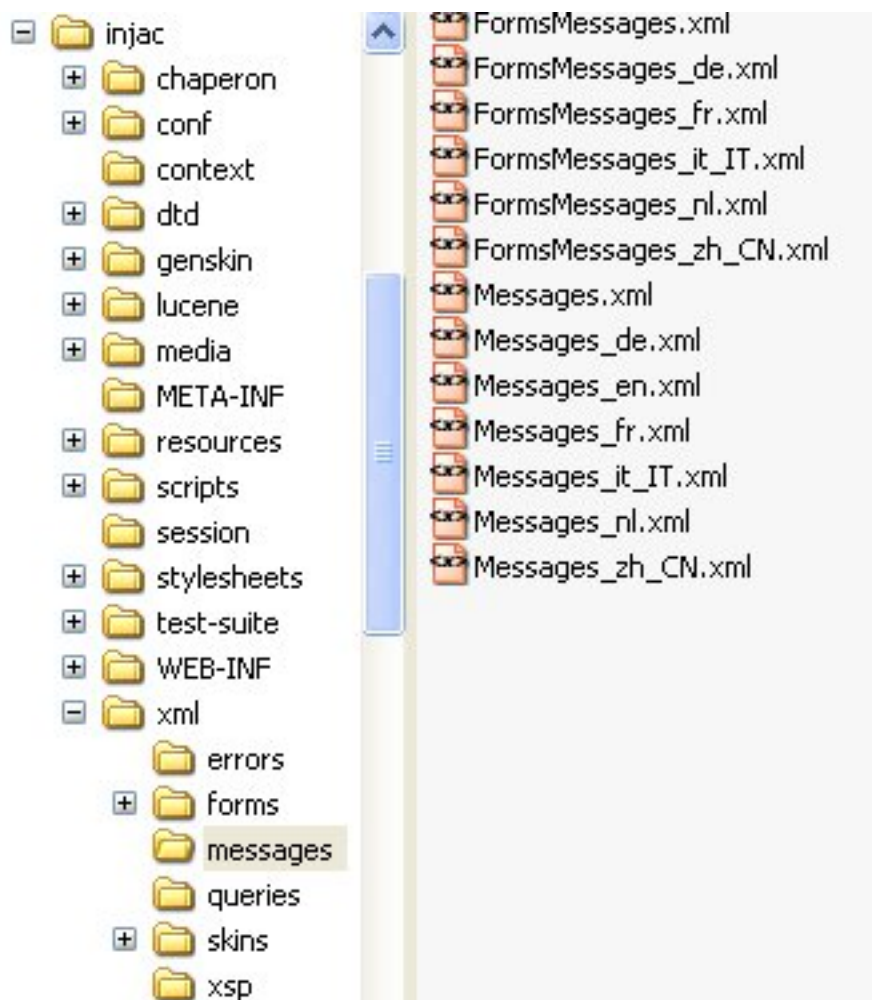 injac
chaperon
conf
context
dtd
genskin
lucene
media
META-INF
resources
scripts
session
stylesheets
test-suite
WEB-INF
xml
errors
forms
messages
queries
skins
xsp
FormsMessages.xml
FormsMessages_de.xml
FormsMessages_fr.xml
FormsMessages_it_IT.xml
FormsMessages_nl.xml
FormsMessages_zh_CN.xml
Messages.xml
Messages_de.xml
Messages_en.xml
Messages_fr.xml
Messages_it_IT.xml
Messages_nl.xml
Messages_zh_CN.xml